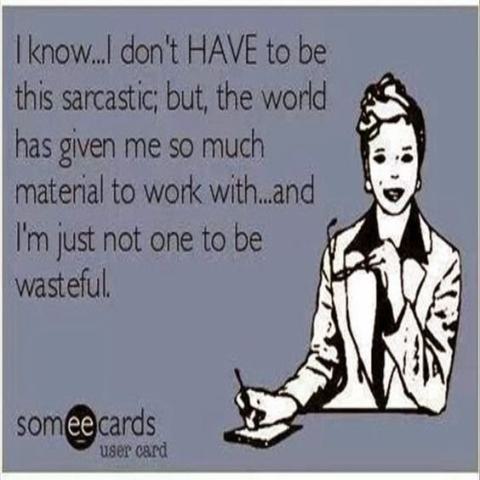 I know...I don't HAVE to be
this sarcastic; but, the world
has given me so much
material to work with...and
I'm just not one to be
wasteful.
someecards
user card